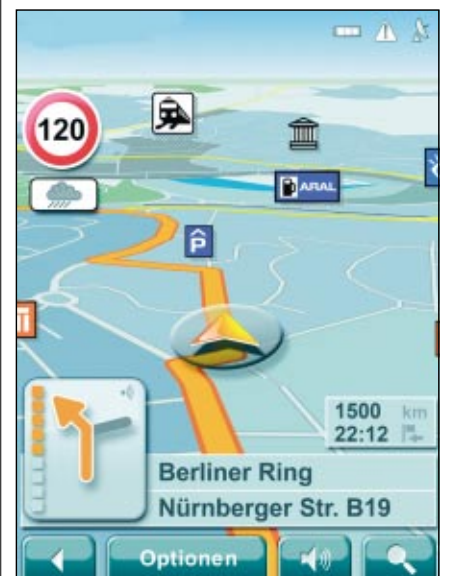 120
P
ARAL
1500 km
22:12
Berliner Ring
Nürnberger Str. B19
Optionen